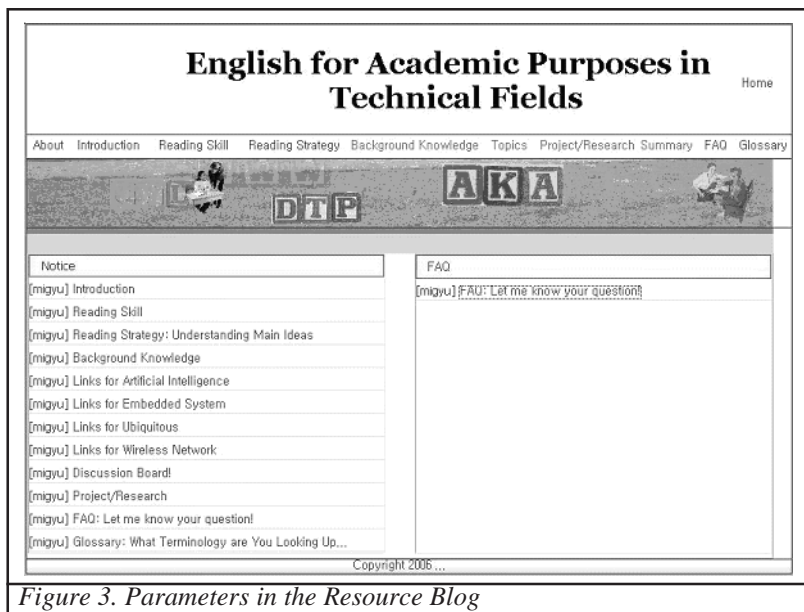 English for Academic Purposes in
Technical Fields
Home
About Introduction Reading Skill Reading Strategy Background Knowledge Topics Project/Research Summary FAQ Glossary
DTP
AKA
Notice
[migyu] Introduction
[migyu] Reading Skill
[migyu] Reading Strategy: Understanding Main Ideas
[migyu] Background Knowledge
[migyu] Links for Artificial Intelligence
[migyu] Links for Embedded System
[migyu] Links for Ubiquitous
[migyu] Links for Wireless Network
[migyu] Discussion Board!
[migyu] Project/Research
[migyu] FAQ: Let me know your question!
[migyu] Glossary: What Terminology are You Looking Up...
FAQ
[migyu] FAQ: Let me know your question!
Copyright 2006 ...
Figure 3. Parameters in the Resource Blog